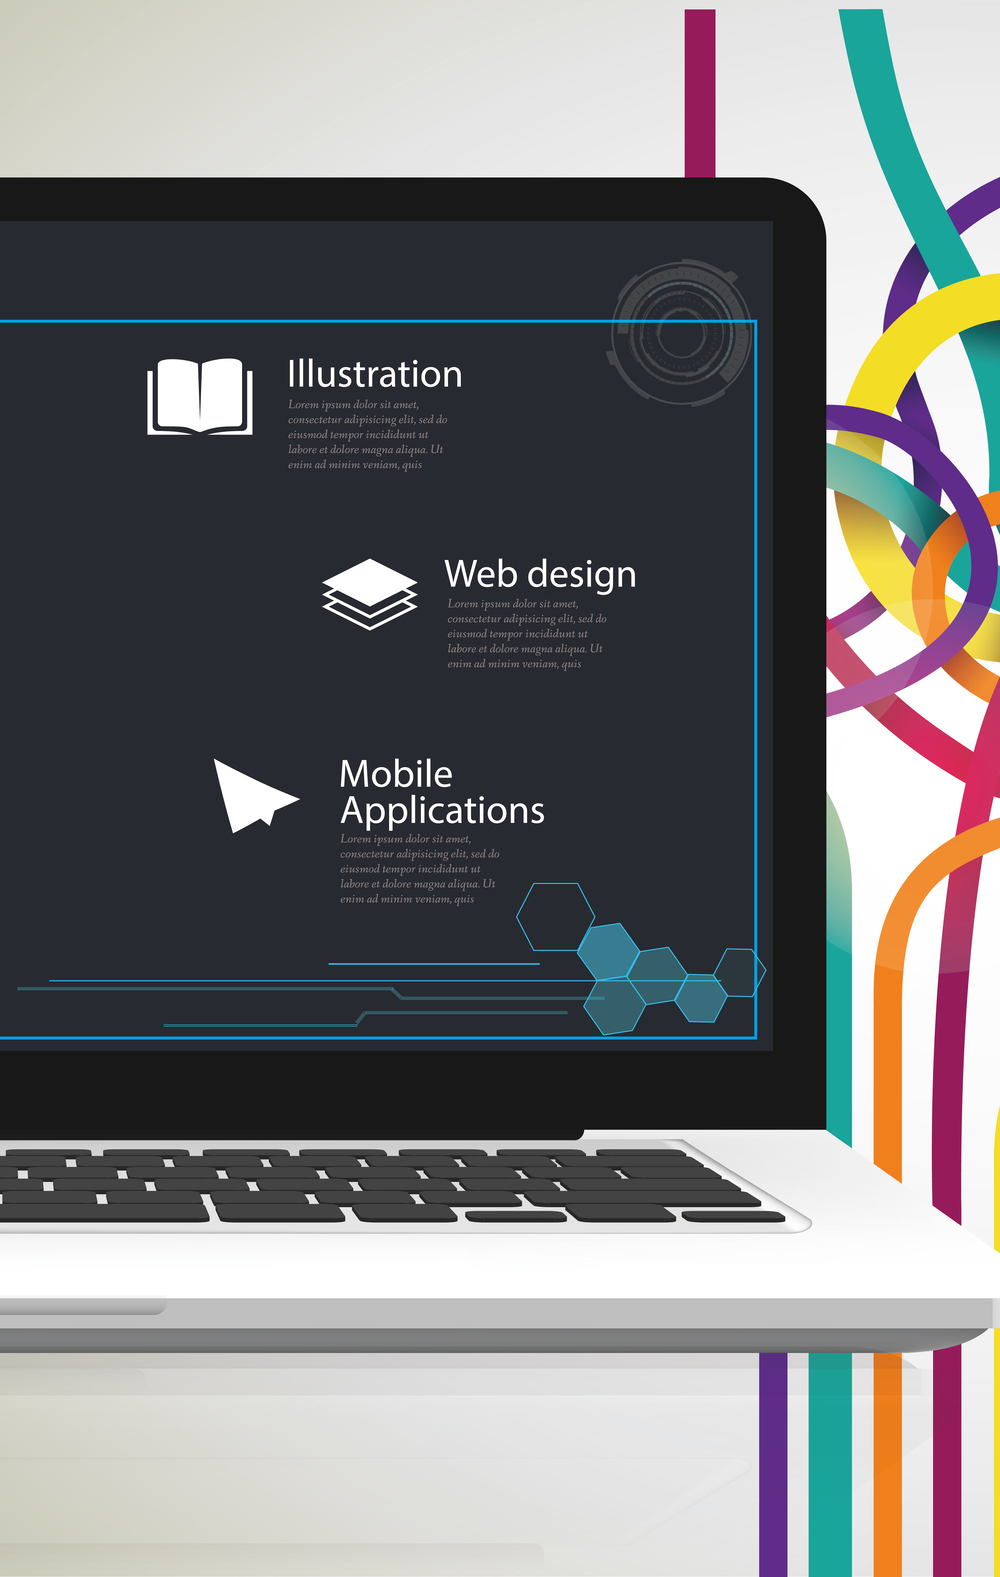 Illustration
Lorem ipsum dolor sit amet,
consectetur adipisicing elit, sed do
eiusmod tempor incididunt ut
labore et dolore magna aliqua. Ut
enim ad minim veniam, quis
Web design
Lorem ipsum dolor sit amet,
consectetur adipisicing elit, sed do
eiusmod tempor incididunt ut
labore et dolore magna aliqua. Ut
enim ad minim veniam, quis
Mobile
Applications
Lorem ipsum dolor sit amet,
consectetur adipisicing elit, sed do
eiusmod tempor incididunt ut
labore et dolore magna aliqua. Ut
enim ad minim veniam, quis